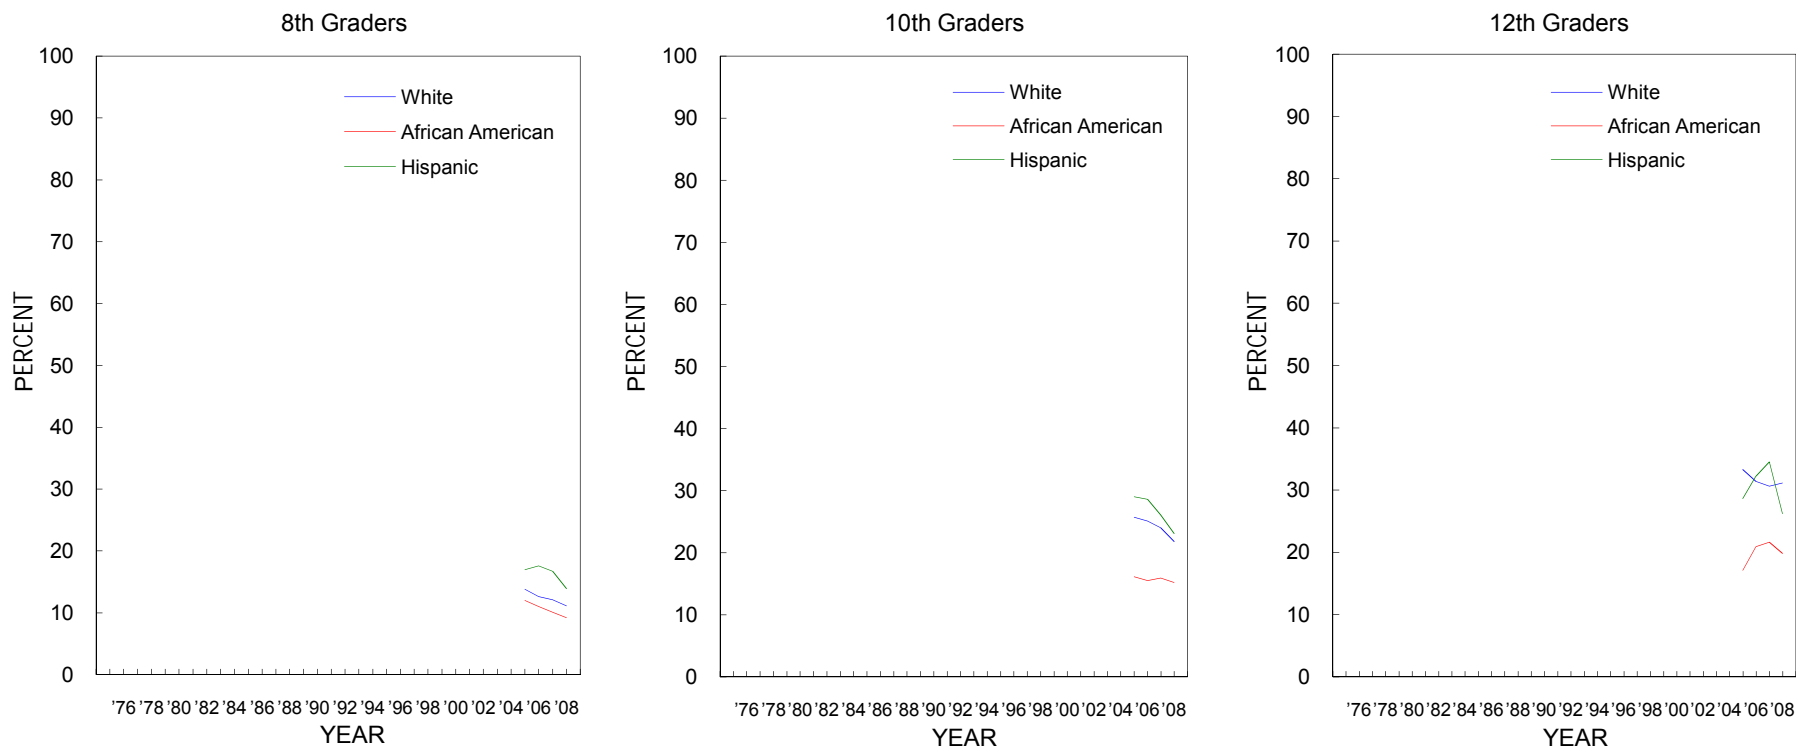 8th Graders
100
90
80
70
60
50
40
30
20
10
0
PERCENT
White
African American
Hispanic
’76 ’78 ’80 ’82 ’84 ’86 ’88 ’90 ’92 ’94 ’96 ’98 ’00 ’02 ’04 ’06 ’08
YEAR
10th Graders
100
90
80
70
60
50
40
30
20
10
0
PERCENT
White
African American
Hispanic
’76 ’78 ’80 ’82 ’84 ’86 ’88 ’90 ’92 ’94 ’96 ’98 ’00 ’02 ’04 ’06 ’08
YEAR
12th Graders
100
90
80
70
60
50
40
30
20
10
0
PERCENT
White
African American
Hispanic
’76 ’78 ’80 ’82 ’84 ’86 ’88 ’90 ’92 ’94 ’96 ’98 ’00 ’02 ’04 ’06 ’08
YEAR